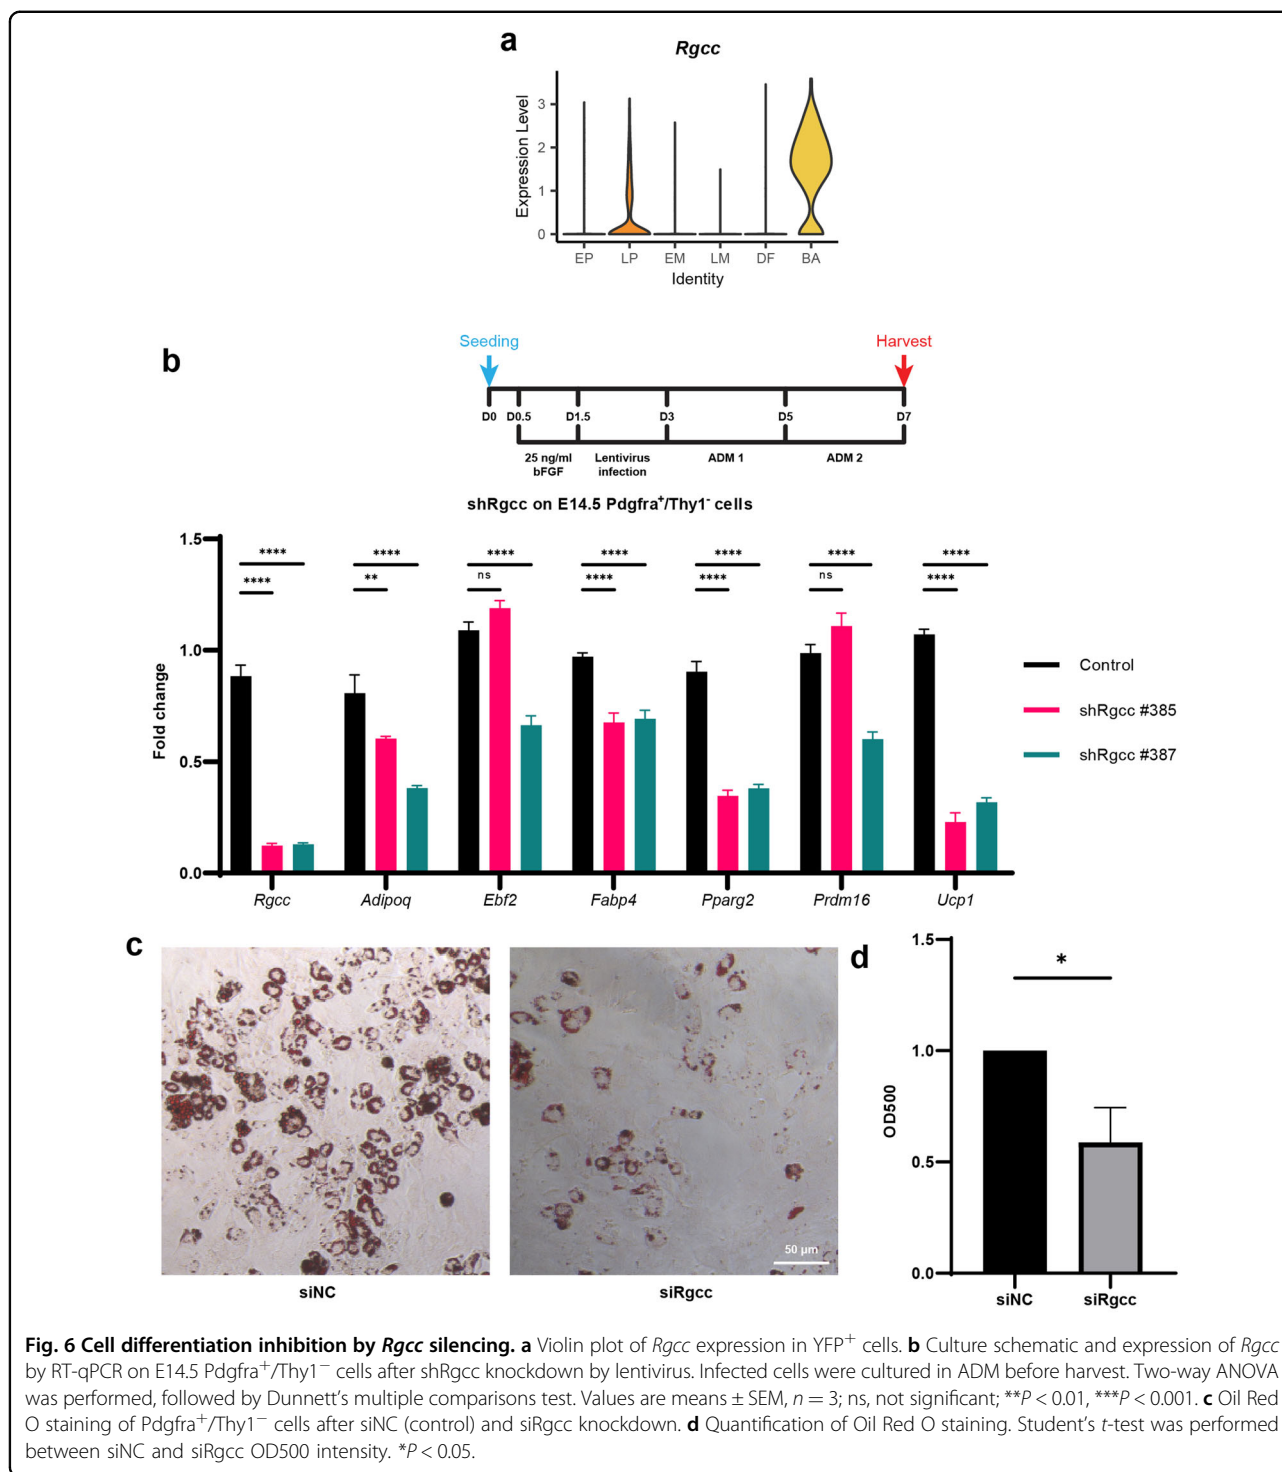 a
Rgcc
Expression Level
3
2
1
0
EP LP EM LM DF BA
Identity
b
Seeding
Harvest
D0 D0.5 D1.5 D3 D5 D7
25 ng/ml bFGF
Lentivirus infection
ADM 1
ADM 2
shRgcc on E14.5 Pdgfra⁺/Thy1⁻ cells
Fold change
1.5
1.0
0.5
0.0
**** **** **** **** **** **** ****
**** ** ns **** **** ns ****
Rgcc Adipoq Ebf2 Fabp4 Pparg2 Prdm16 Ucp1
Control
shRgcc #385
shRgcc #387
c
50 µm
siNC siRgcc
d
OD500
1.5
1.0
0.5
0.0
*
siNC siRgcc
Fig. 6 Cell differentiation inhibition by Rgcc silencing. a Violin plot of Rgcc expression in YFP⁺ cells. b Culture schematic and expression of Rgcc
by RT-qPCR on E14.5 Pdgfra⁺/Thy1⁻ cells after shRgcc knockdown by lentivirus. Infected cells were cultured in ADM before harvest. Two-way ANOVA
was performed, followed by Dunnett's multiple comparisons test. Values are means ± SEM, n = 3; ns, not significant; **P < 0.01, ***P < 0.001. c Oil Red
O staining of Pdgfra⁺/Thy1⁻ cells after siNC (control) and siRgcc knockdown. d Quantification of Oil Red O staining. Student's t-test was performed
between siNC and siRgcc OD500 intensity. *P < 0.05.